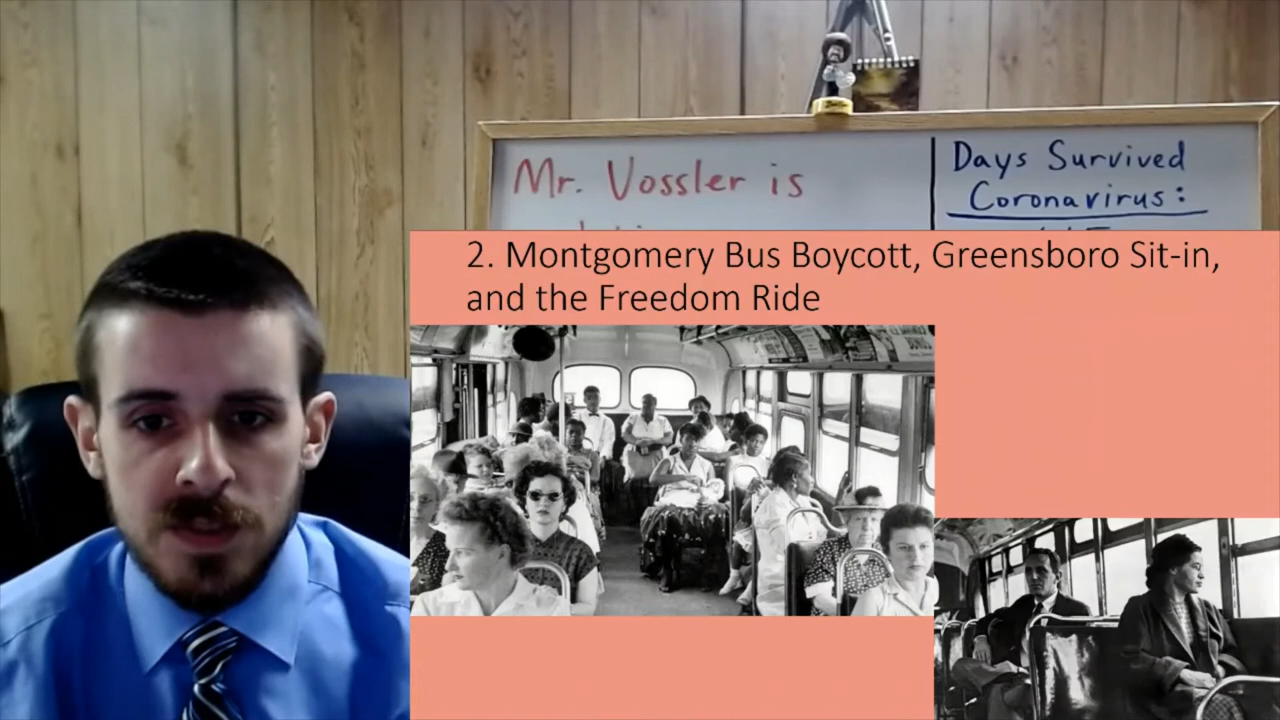 Mr. Vossler is
Days Survived
Coronavirus:
2. Montgomery Bus Boycott, Greensboro Sit-in,
and the Freedom Ride